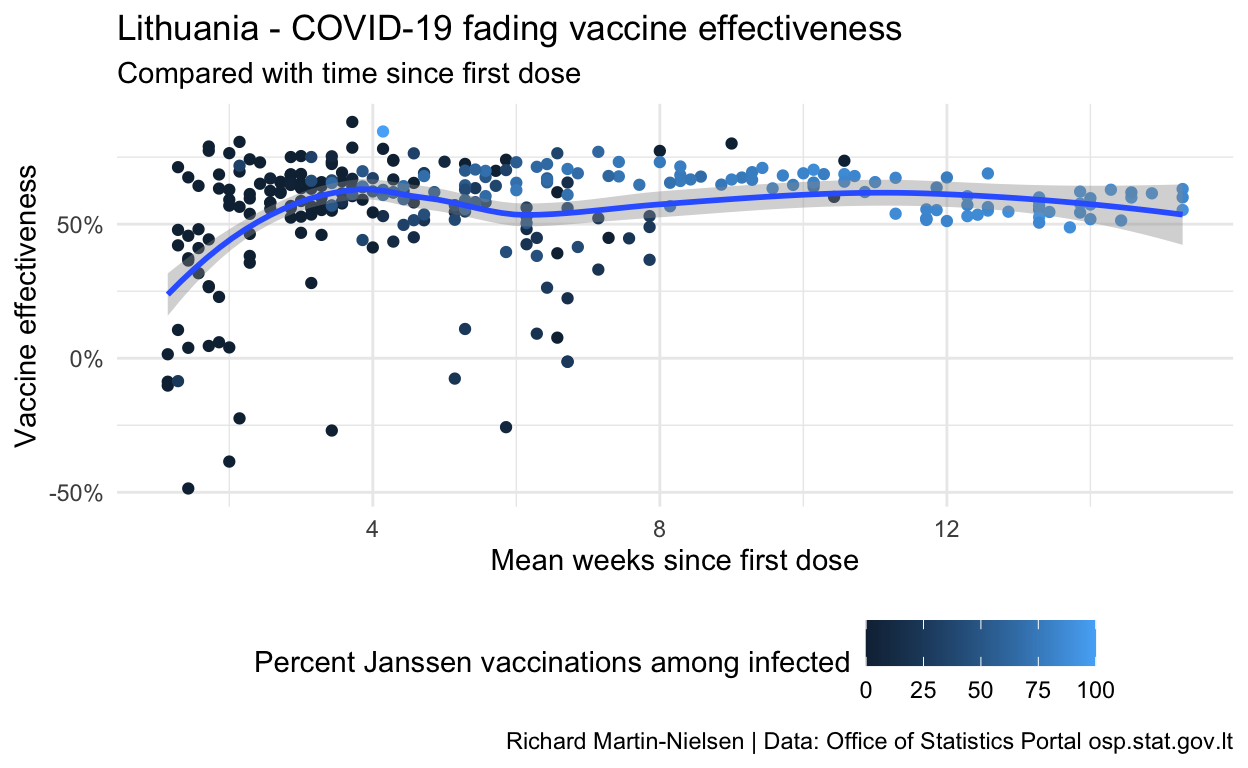 Lithuania - COVID-19 fading vaccine effectiveness
Compared with time since first dose
Vaccine effectiveness
50%
0%
-50%
4 8 12
Mean weeks since first dose
Percent Janssen vaccinations among infected
0 25 50 75 100
Richard Martin-Nielsen | Data: Office of Statistics Portal osp.stat.gov.lt